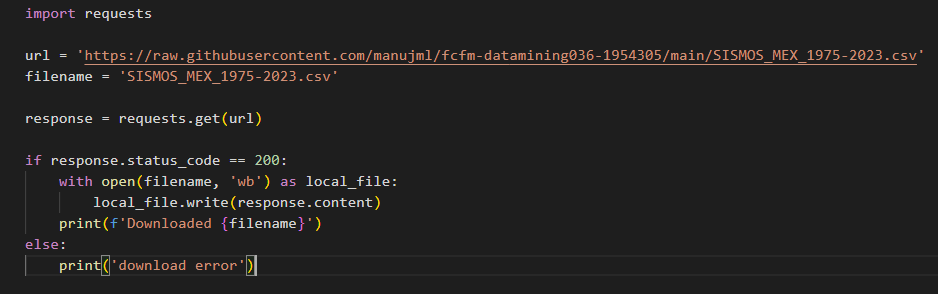 import requests
url = 'https://raw.githubusercontent.com/manujml/fcfm-datamining036-1954305/main/SISMOS_MEX_1975-2023.csv'
filename = 'SISMOS_MEX_1975-2023.csv'
response = requests.get(url)
if response.status_code == 200:
    with open(filename, 'wb') as local_file:
        local_file.write(response.content)
    print(f'Downloaded {filename}')
else:
    print('download error')